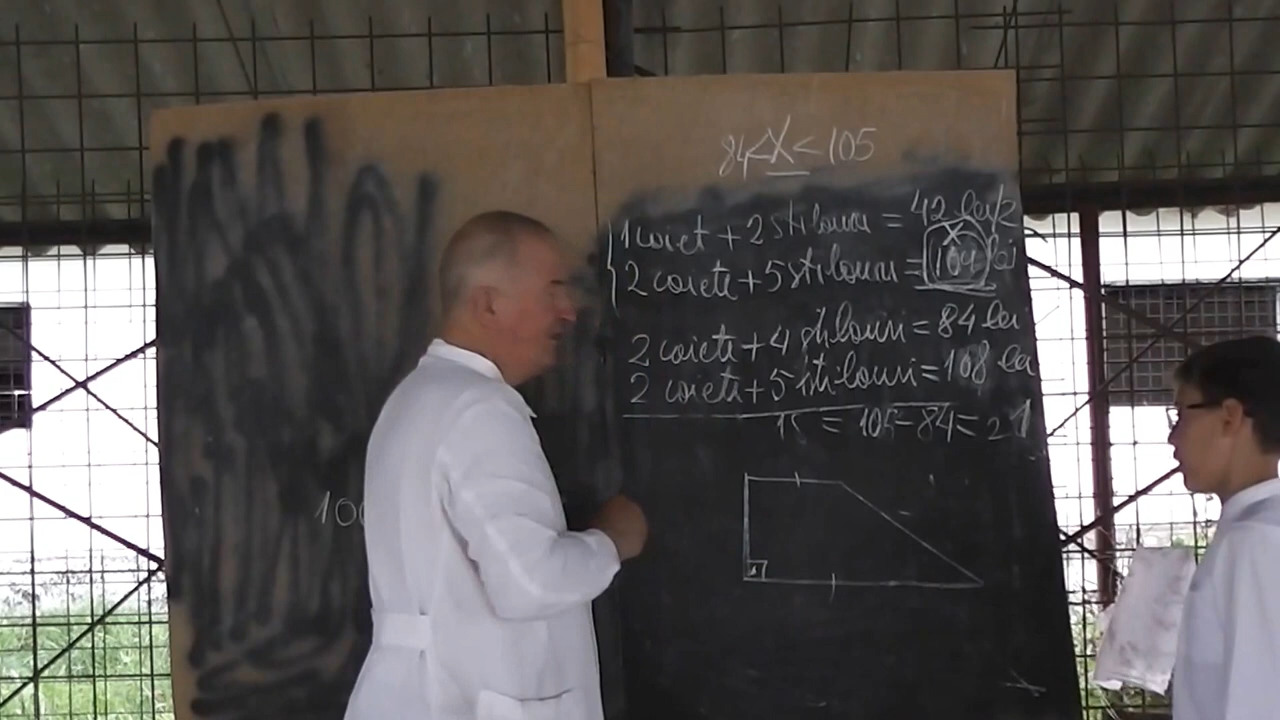 84<X<105
1 caiet + 2 stilouri = 42 lei /·2
2 caiete + 5 stilouri = 104 lei
X
2 caiete + 4 stilouri = 84 lei
2 caiete + 5 stilouri = 108 lei
1S = 105-84=21
100